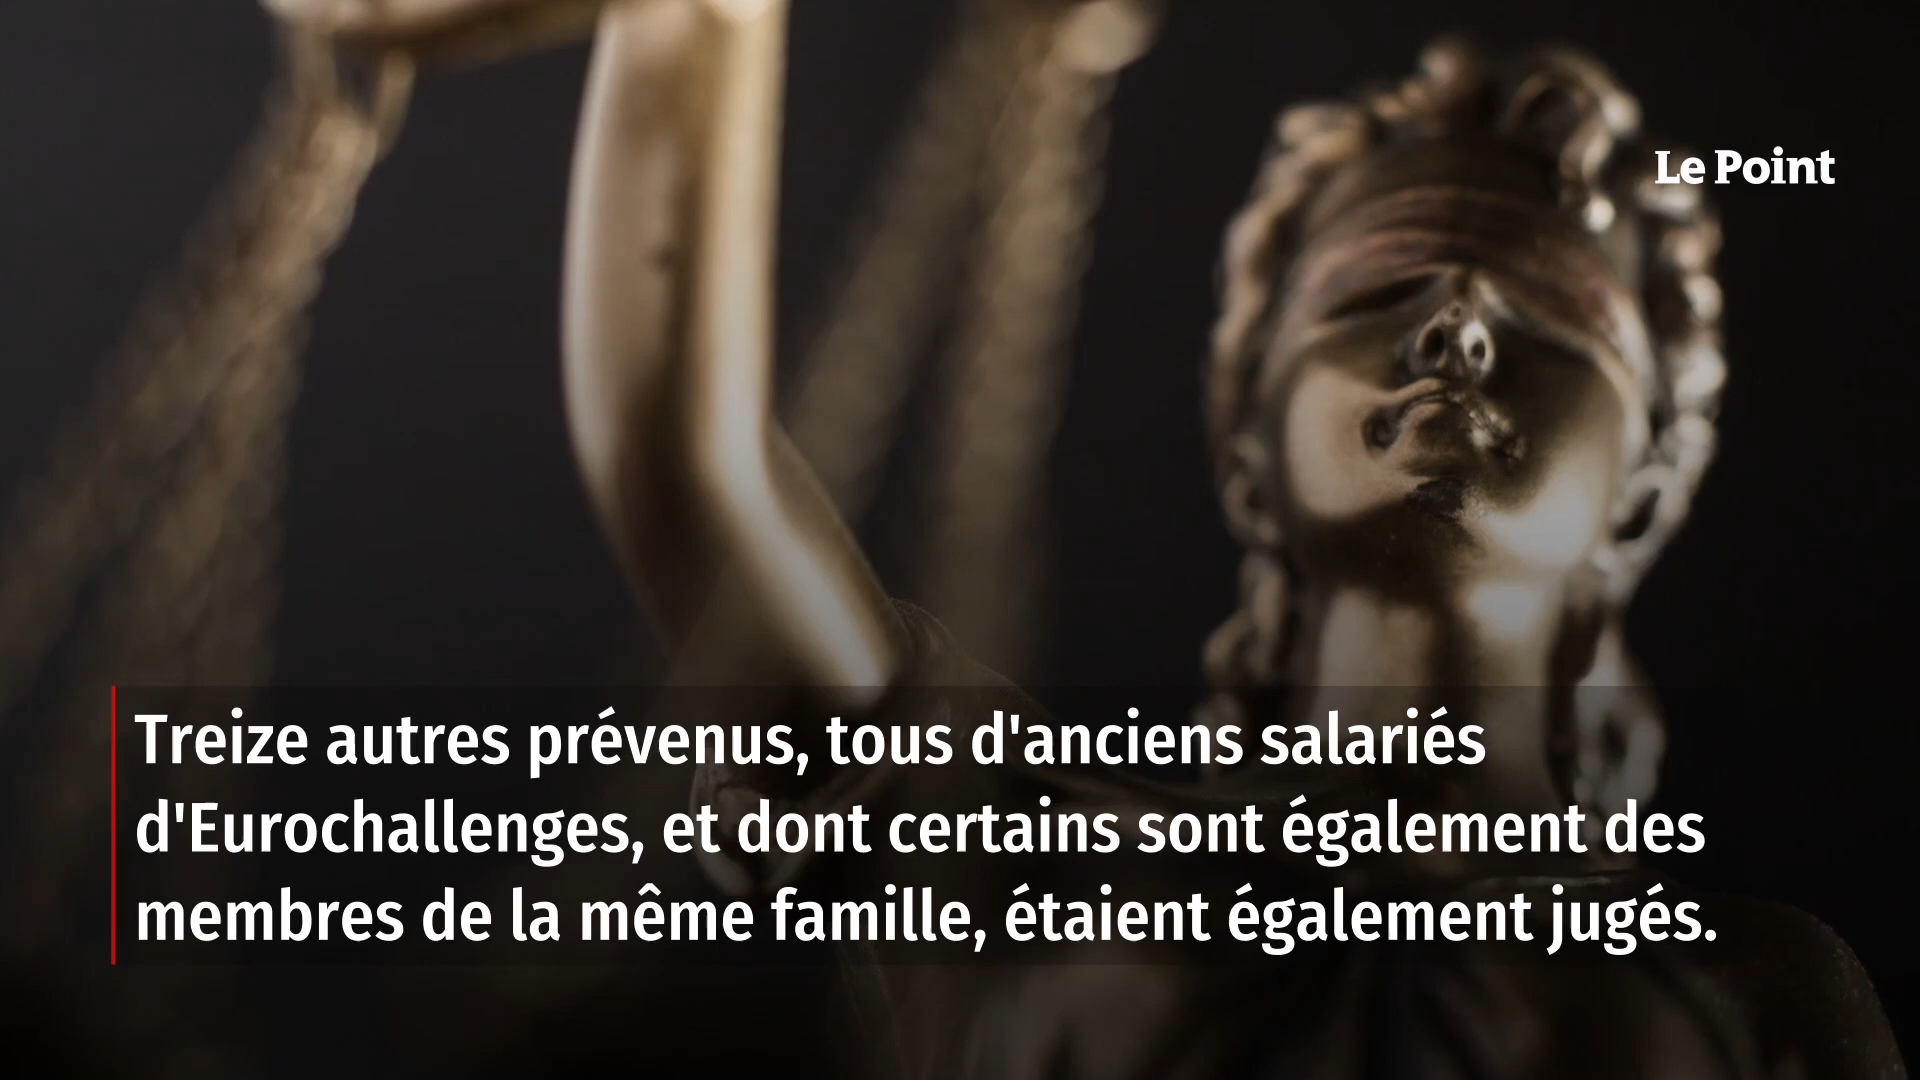 Le Point
Treize autres prévenus, tous d'anciens salariés
d'Eurochallenges, et dont certains sont également des
membres de la même famille, étaient également jugés.